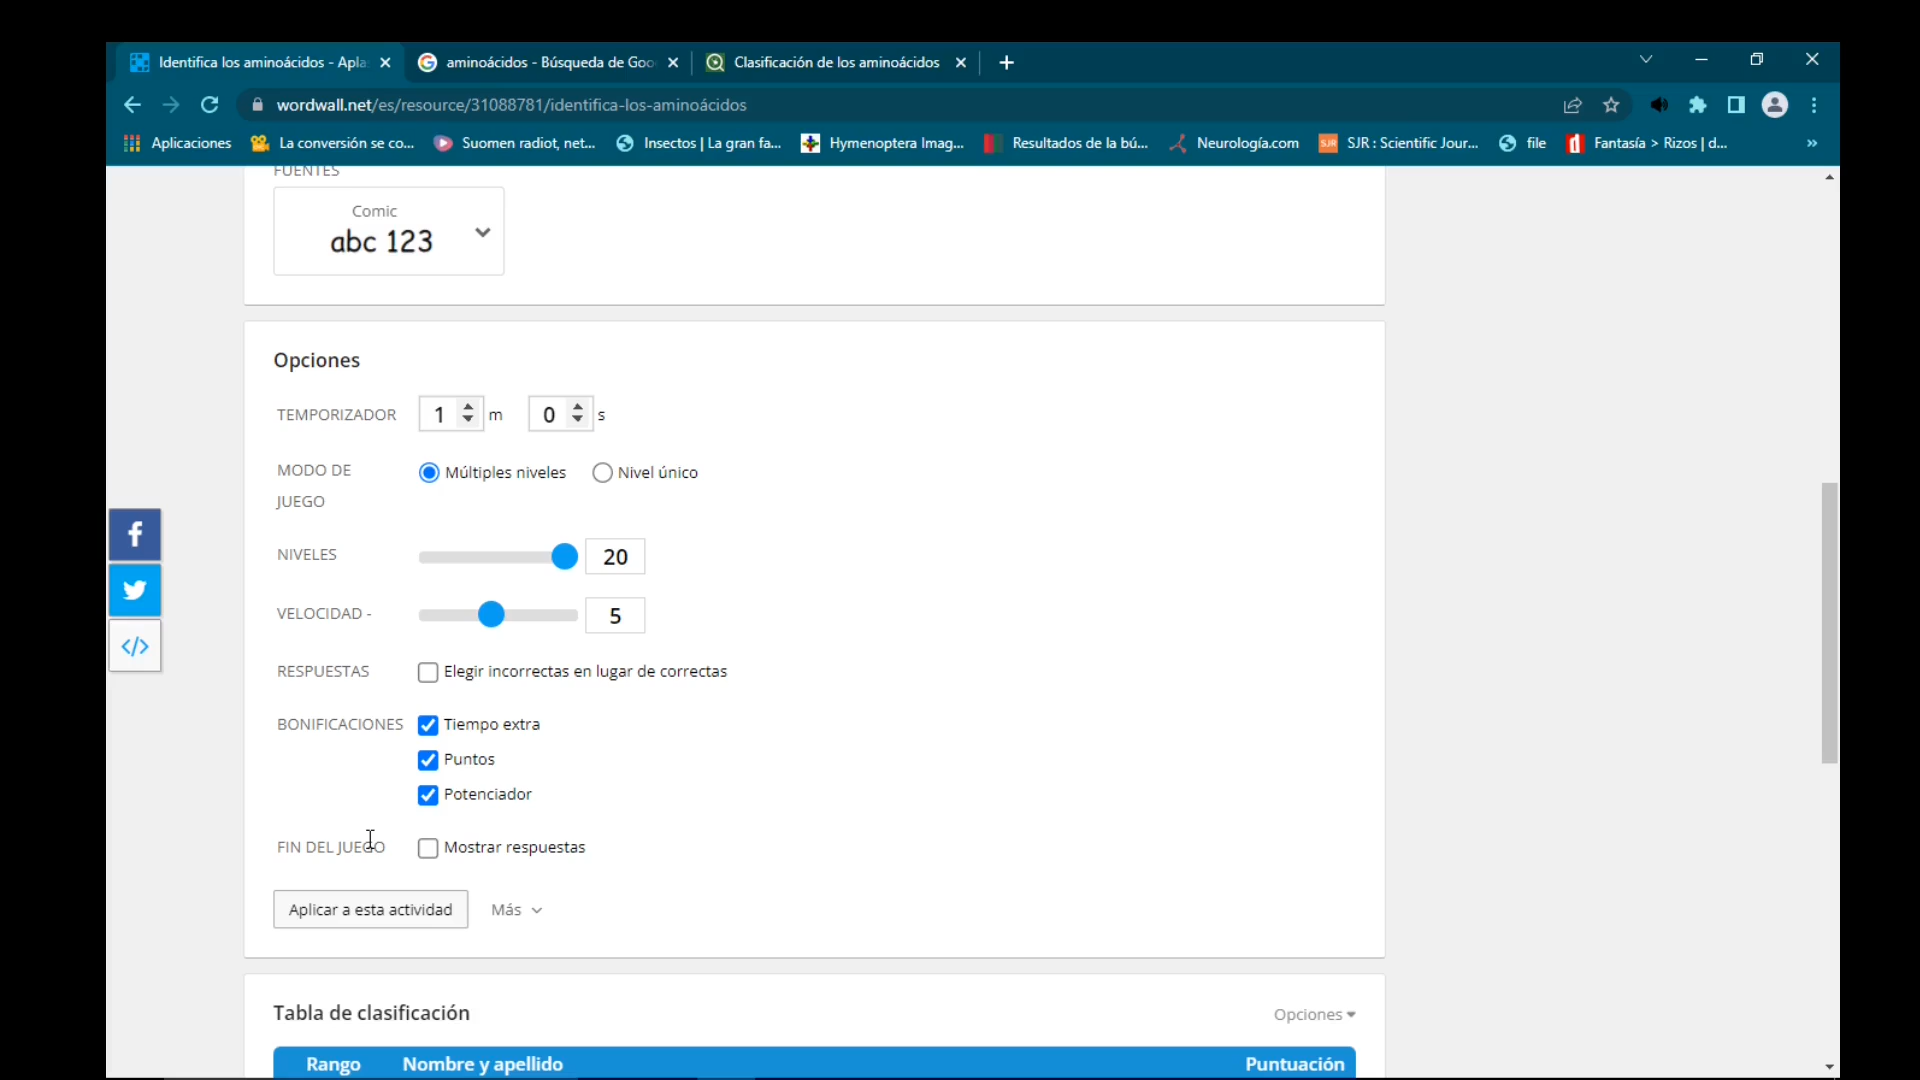 Identifica los aminoácidos - Apla
aminoácidos - Búsqueda de Goo
Clasificación de los aminoácidos
wordwall.net/es/resource/31088781/identifica-los-aminoácidos
Aplicaciones
La conversión se co...
Suomen radiot, net...
Insectos | La gran fa...
Hymenoptera Imag...
Resultados de la bú...
Neurología.com
SJR
SJR : Scientific Jour...
file
d
Fantasía > Rizos | d...
»
FUENTES
Comic
abc 123
Opciones
TEMPORIZADOR 1 m 0 s
MODO DE JUEGO
Múltiples niveles
Nivel único
NIVELES 20
VELOCIDAD - 5
RESPUESTAS Elegir incorrectas en lugar de correctas
BONIFICACIONES Tiempo extra
Puntos
Potenciador
FIN DEL JUEGO Mostrar respuestas
Aplicar a esta actividad Más
f
</>
Tabla de clasificación Opciones
Rango Nombre y apellido Puntuación